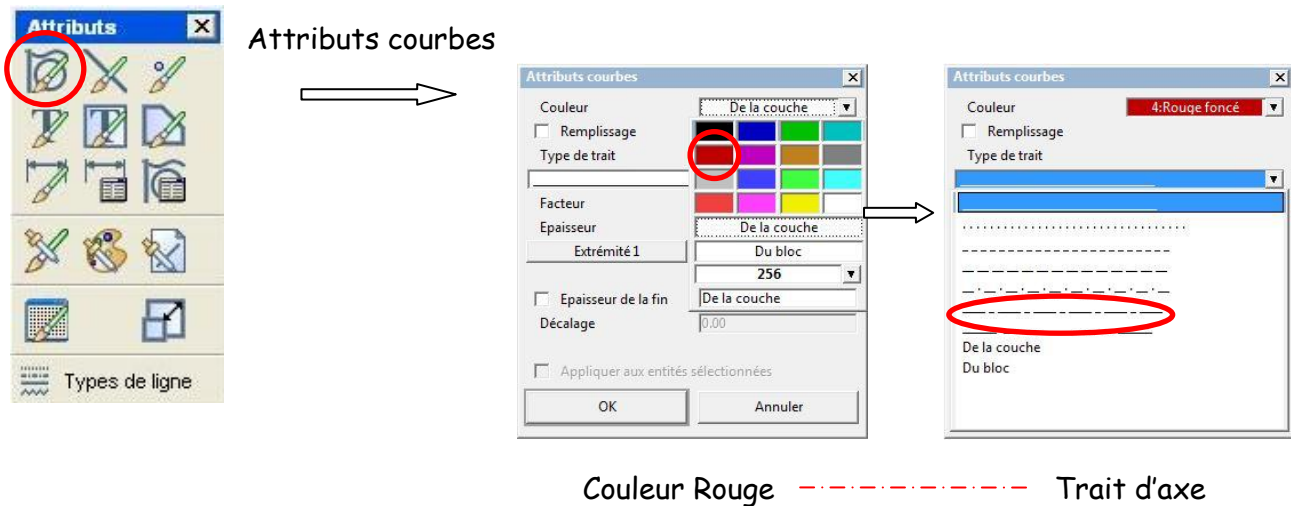 Attributs
Attributs courbes
Types de ligne
Attributs courbes
Couleur
De la couche
Remplissage
Type de trait
Facteur
Epaisseur
De la couche
Extrémité 1
Du bloc
256
Epaisseur de la fin
De la couche
Décalage
0.00
Appliquer aux entités sélectionnées
OK
Annuler
Attributs courbes
Couleur
4:Rouge foncé
Remplissage
Type de trait
De la couche
Du bloc
Couleur Rouge
Trait d'axe